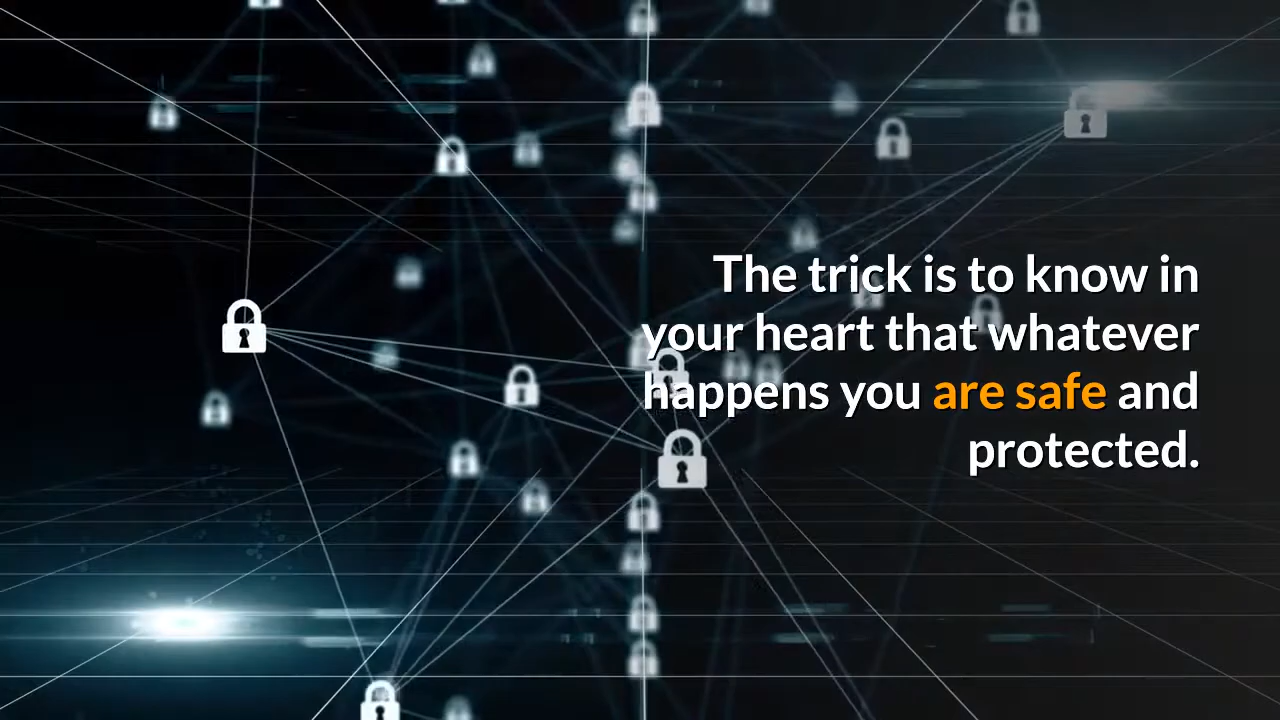 The trick is to know in
your heart that whatever
happens you are safe and
protected.